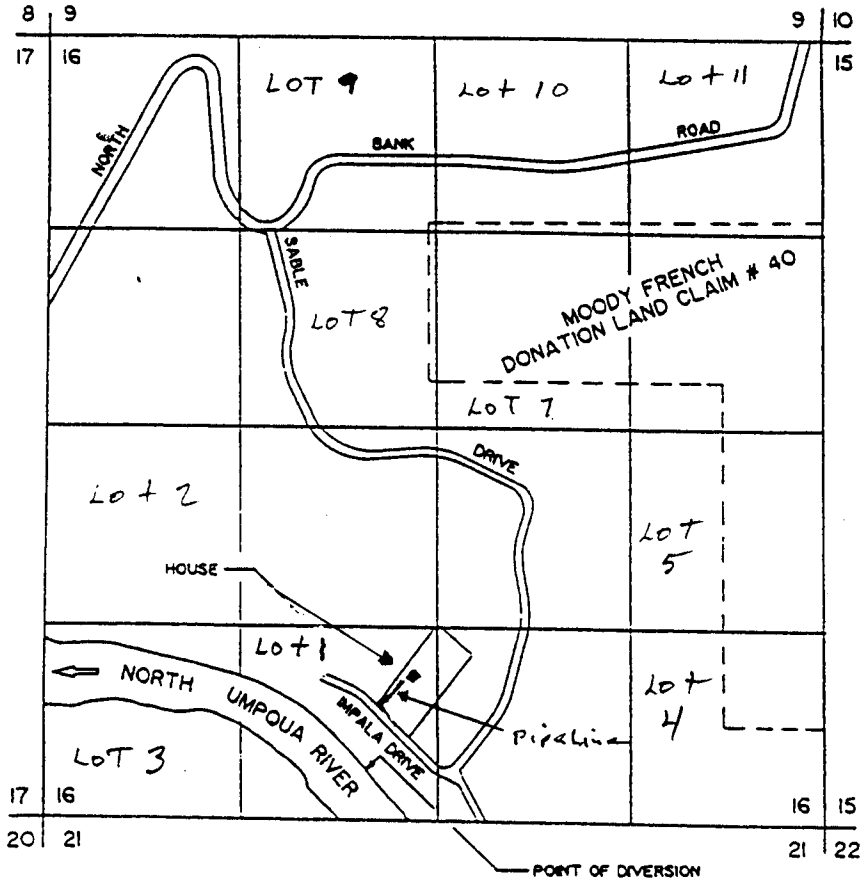 8 | 9
9 | 10
17 | 16
15
LOT 9
Lot 10
Lot 11
NORTH
BANK
ROAD
SABLE
LOT 8
MOODY FRENCH
DONATION LAND CLAIM # 40
LOT 7
DRIVE
Lot 2
LOT
5
HOUSE
Lot 1
NORTH UMPQUA RIVER
IMPALA DRIVE
Pipeline
Lot
4
LOT 3
17 | 16
16 | 15
20 | 21
21 | 22
POINT OF DIVERSION